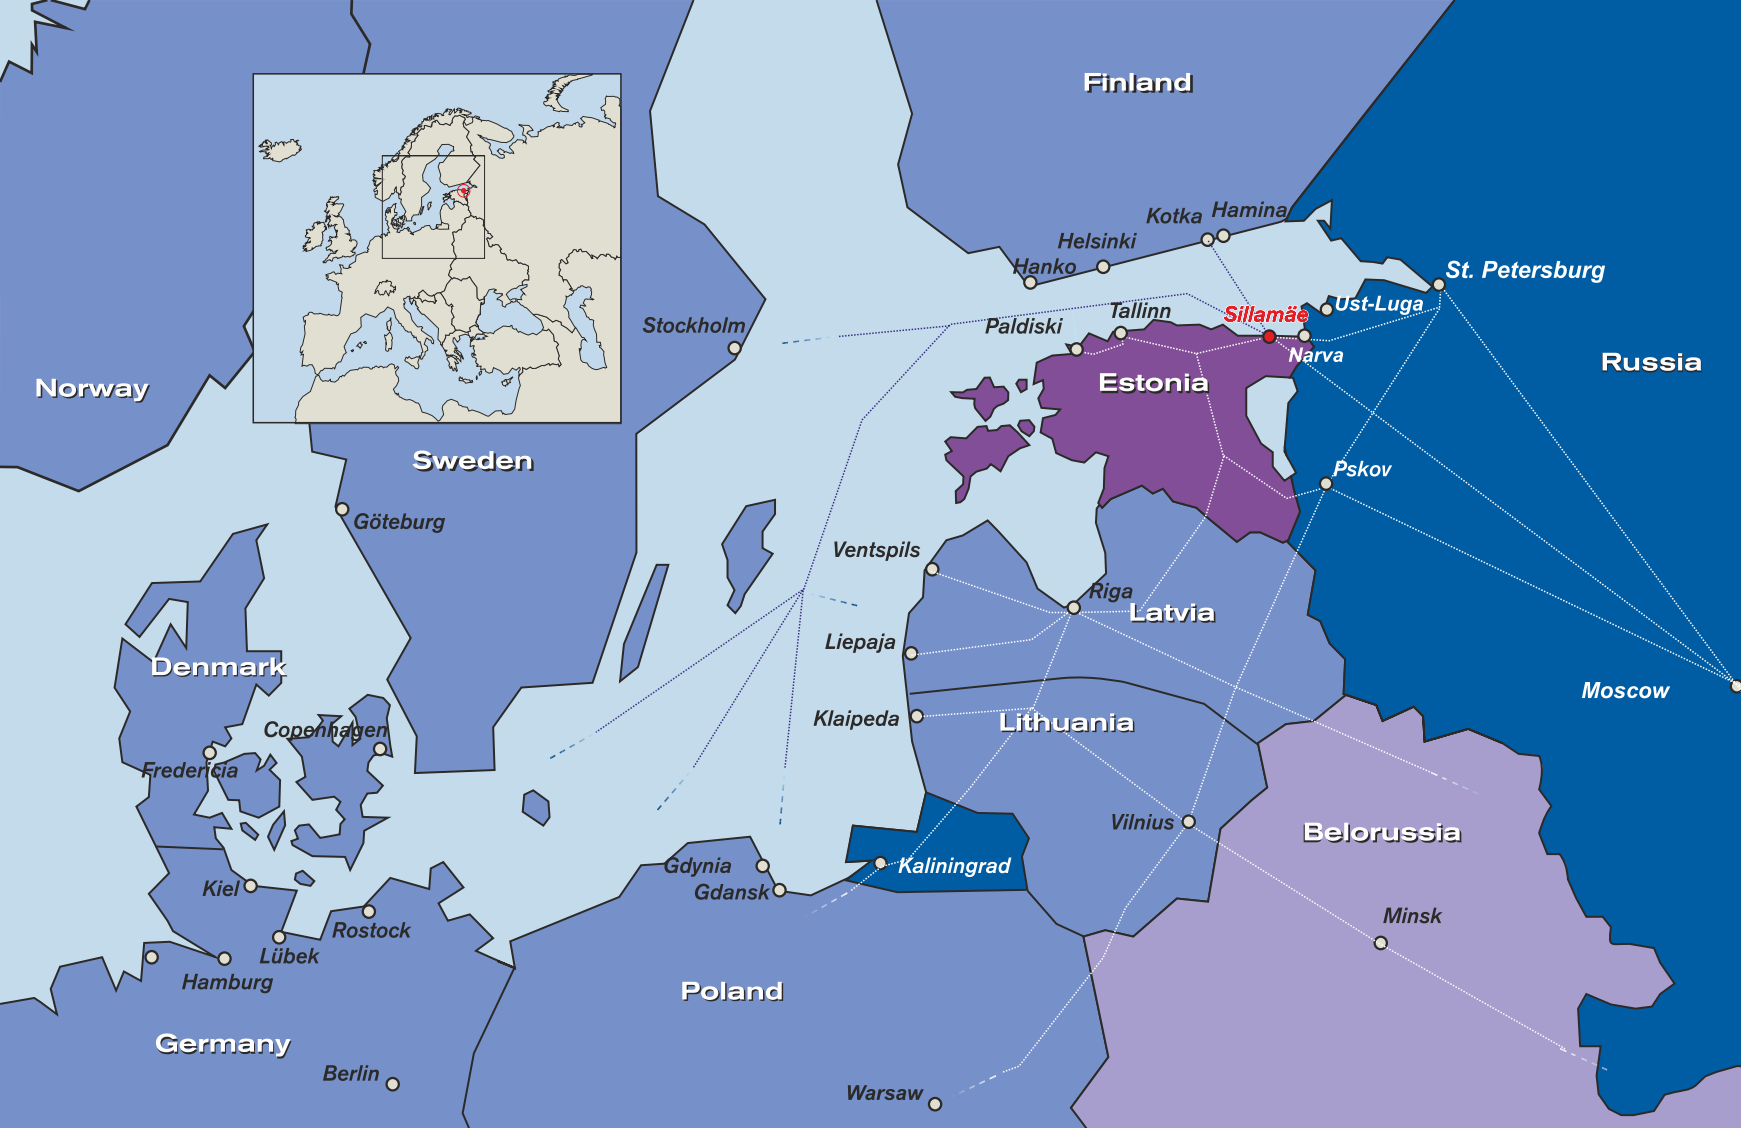 Finland
Kotka
Hamina
Helsinki
Hanko
St. Petersburg
Ust-Luga
Sillamäe
Tallinn
Paldiski
Stockholm
Narva
Russia
Estonia
Norway
Sweden
Pskov
Göteburg
Ventspils
Riga
Latvia
Liepaja
Denmark
Moscow
Klaipeda
Lithuania
Copenhagen
Fredericia
Vilnius
Belorussia
Gdynia
Kaliningrad
Kiel
Gdansk
Minsk
Rostock
Lübek
Hamburg
Poland
Germany
Berlin
Warsaw